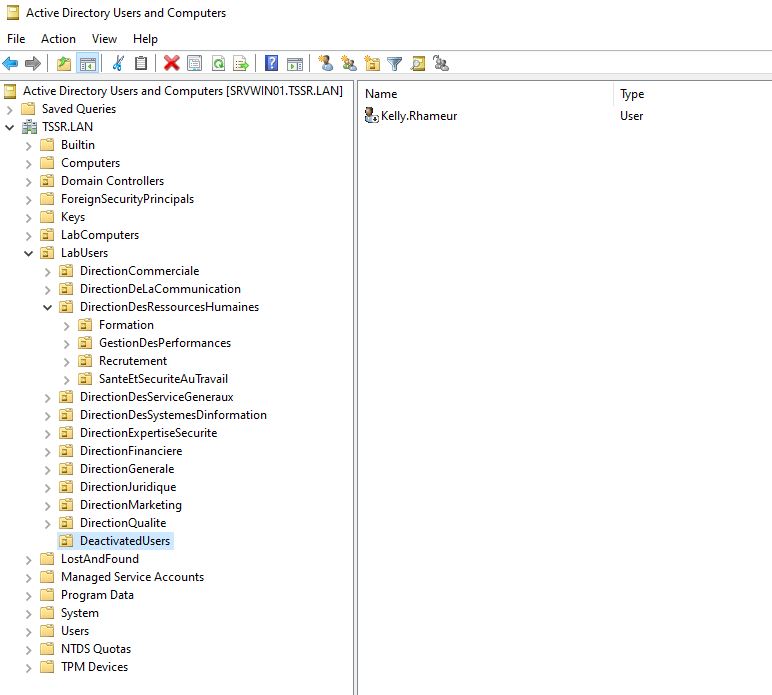 Active Directory Users and Computers
File Action View Help
Active Directory Users and Computers [SRVWIN01.TSSR.LAN]
Saved Queries
TSSR.LAN
Builtin
Computers
Domain Controllers
ForeignSecurityPrincipals
Keys
LabComputers
LabUsers
DirectionCommerciale
DirectionDeLaCommunication
DirectionDesRessourcesHumaines
Formation
GestionDesPerformances
Recrutement
SanteEtSecuriteAuTravail
DirectionDesServiceGeneraux
DirectionDesSystemesDinformation
DirectionExpertiseSecurite
DirectionFinanciere
DirectionGenerale
DirectionJuridique
DirectionMarketing
DirectionQualite
DeactivatedUsers
LostAndFound
Managed Service Accounts
Program Data
System
Users
NTDS Quotas
TPM Devices
Name Type
Kelly.Rhameur User